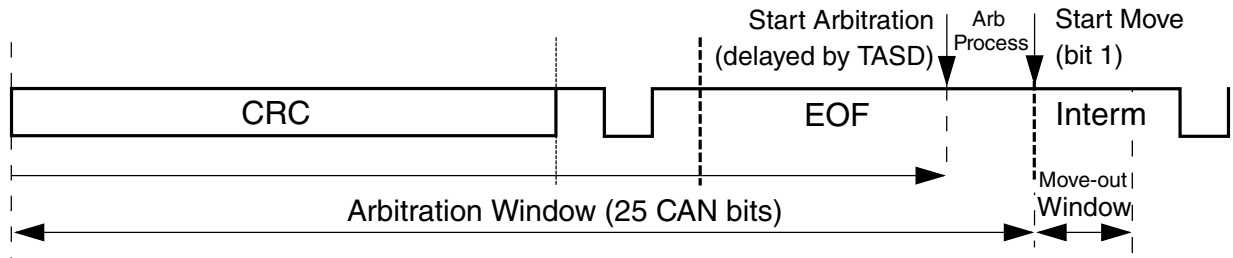 Start Arbitration
(delayed by TASD)
Arb
Process
Start Move
(bit 1)
CRC
EOF
Interm
Arbitration Window (25 CAN bits)
Move-out
Window